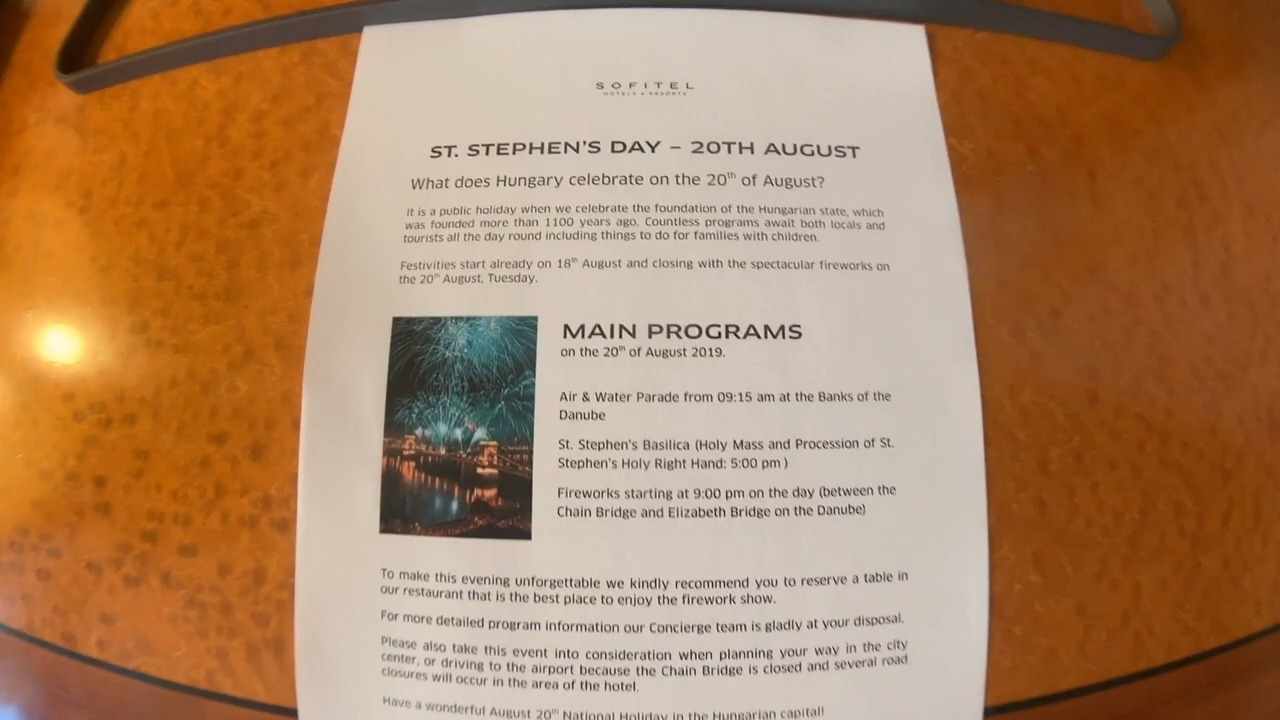 SOFITEL
HOTELS & RESORTS
ST. STEPHEN'S DAY – 20TH AUGUST
What does Hungary celebrate on the 20th of August?
It is a public holiday when we celebrate the foundation of the Hungarian state, which
was founded more than 1100 years ago. Countless programs await both locals and
tourists all the day round including things to do for families with children.
Festivities start already on 18th August and closing with the spectacular fireworks on
the 20th August, Tuesday.
MAIN PROGRAMS
on the 20th of August 2019.
Air & Water Parade from 09:15 am at the Banks of the
Danube
St. Stephen's Basilica (Holy Mass and Procession of St.
Stephen's Holy Right Hand: 5:00 pm )
Fireworks starting at 9:00 pm on the day (between the
Chain Bridge and Elizabeth Bridge on the Danube)
To make this evening unforgettable we kindly recommend you to reserve a table in
our restaurant that is the best place to enjoy the firework show.
For more detailed program information our Concierge team is gladly at your disposal.
Please also take this event into consideration when planning your way in the city
center, or driving to the airport because the Chain Bridge is closed and several road
closures will occur in the area of the hotel.
Have a wonderful August 20th National Holiday in the Hungarian capital!